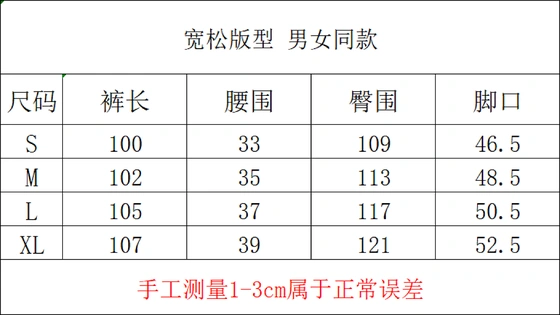 宽松版型 男女同款
尺码 裤长 腰围 臀围 脚口
S 100 33 109 46.5
M 102 35 113 48.5
L 105 37 117 50.5
XL 107 39 121 52.5
手工测量1-3cm属于正常误差